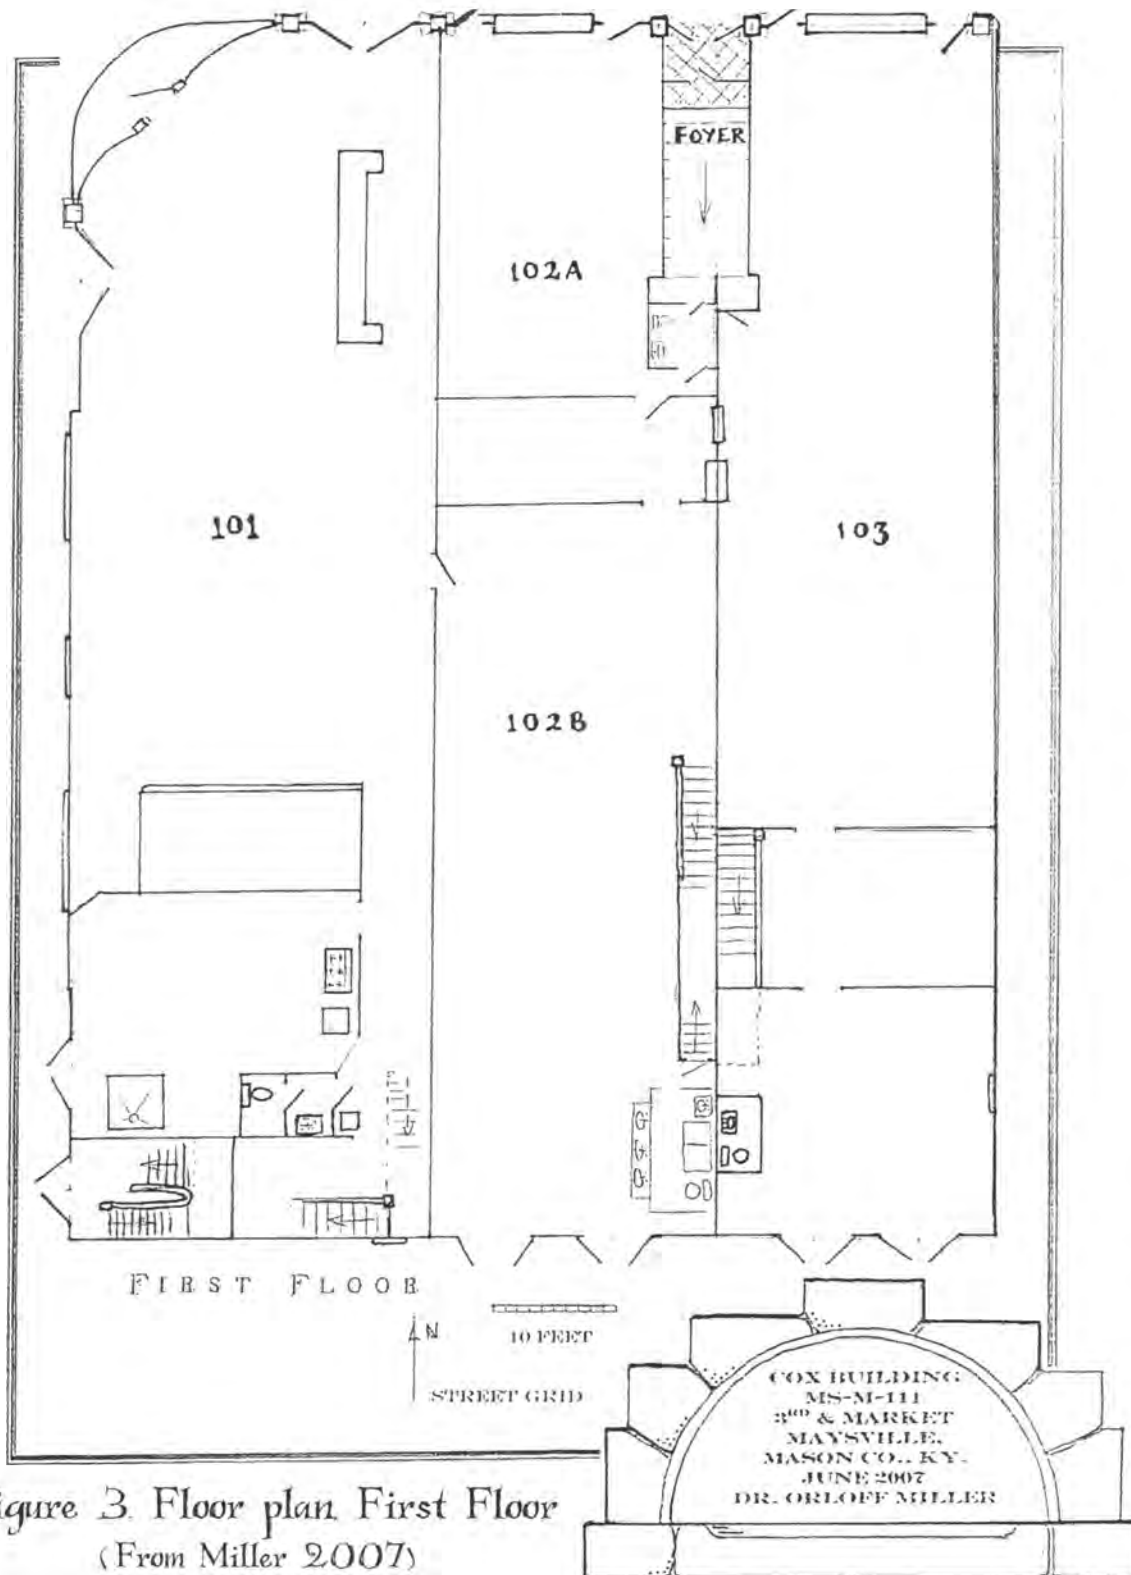 FOYER
102A
101
103
102B
FIRST FLOOR
N
10 FEET
STREET GRID
COX BUILDING
MS-M-111
3RD & MARKET
MAYSVILLE,
MASON CO., KY.
JUNE 2007
DR. ORLOFF MILLER
igure 3. Floor plan, First Floor
(From Miller 2007)